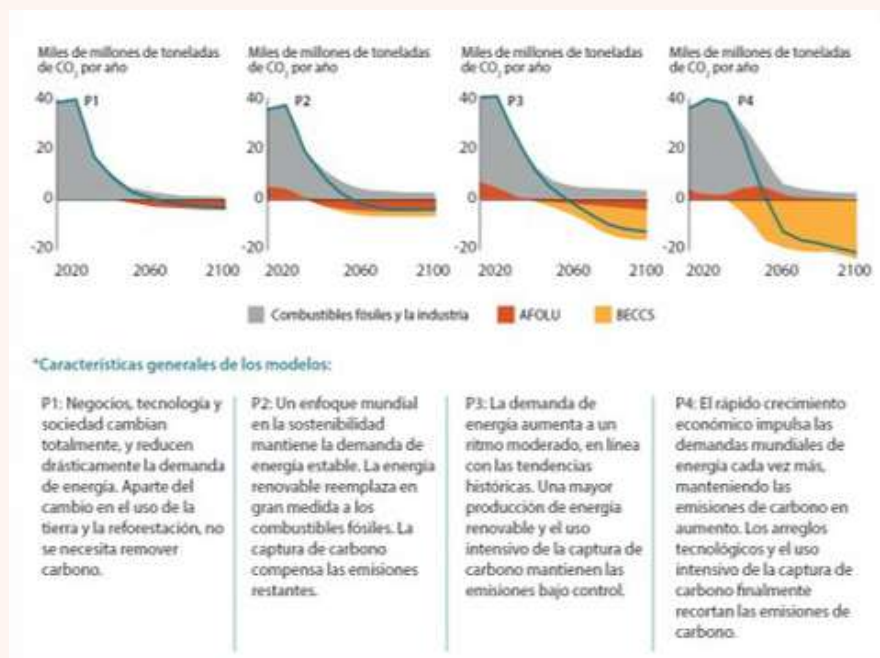 Miles de millones de toneladas
de CO₂ por año
40
P1
20
0
-20
2020 2060 2100
Miles de millones de toneladas
de CO₂ por año
40
P2
20
0
-20
2020 2060 2100
Miles de millones de toneladas
de CO₂ por año
40
P3
20
0
-20
2020 2060 2100
Miles de millones de toneladas
de CO₂ por año
40
P4
20
0
-20
2020 2060 2100
Combustibles fósiles y la industria AFOLU BECCS
*Características generales de los modelos:
P1: Negocios, tecnología y
sociedad cambian
totalmente, y reducen
drásticamente la demanda
de energía. Aparte del
cambio en el uso de la
tierra y la reforestación, no
se necesita remover
carbono.
P2: Un enfoque mundial
en la sostenibilidad
mantiene la demanda de
energía estable. La energía
renovable reemplaza en
gran medida a los
combustibles fósiles. La
captura de carbono
compensa las emisiones
restantes.
P3: La demanda de
energía aumenta a un
ritmo moderado, en línea
con las tendencias
históricas. Una mayor
producción de energía
renovable y el uso
intensivo de la captura de
carbono mantienen las
emisiones bajo control.
P4: El rápido crecimiento
económico impulsa las
demandas mundiales de
energía cada vez más,
manteniendo las
emisiones de carbono en
aumento. Los arreglos
tecnológicos y el uso
intensivo de la captura de
carbono finalmente
recortan las emisiones de
carbono.